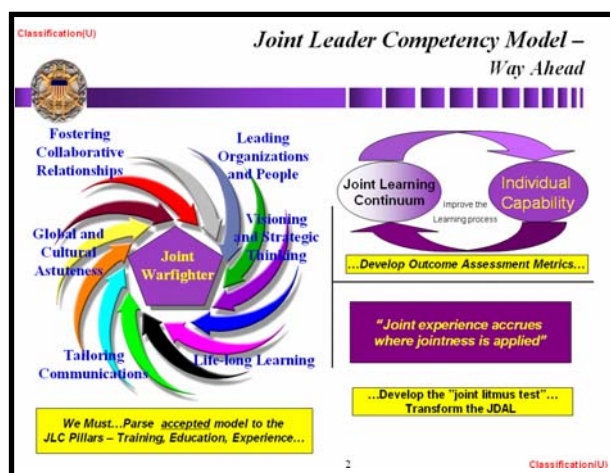 Classification(U)
Joint Leader Competency Model –
Way Ahead
Fostering
Collaborative
Relationships
Leading
Organizations
and People
Global and
Cultural
Astuteness
Joint
Warfighter
Visioning
and Strategic
Thinking
Tailoring
Communications
Life-long Learning
We Must…Parse accepted model to the
JLC Pillars – Training, Education, Experience…
Joint Learning
Continuum
Improve the
Learning process
Individual
Capability
…Develop Outcome Assessment Metrics…
"Joint experience accrues
where jointness is applied"
…Develop the "joint litmus test"…
Transform the JDAL
2
Classification(U)